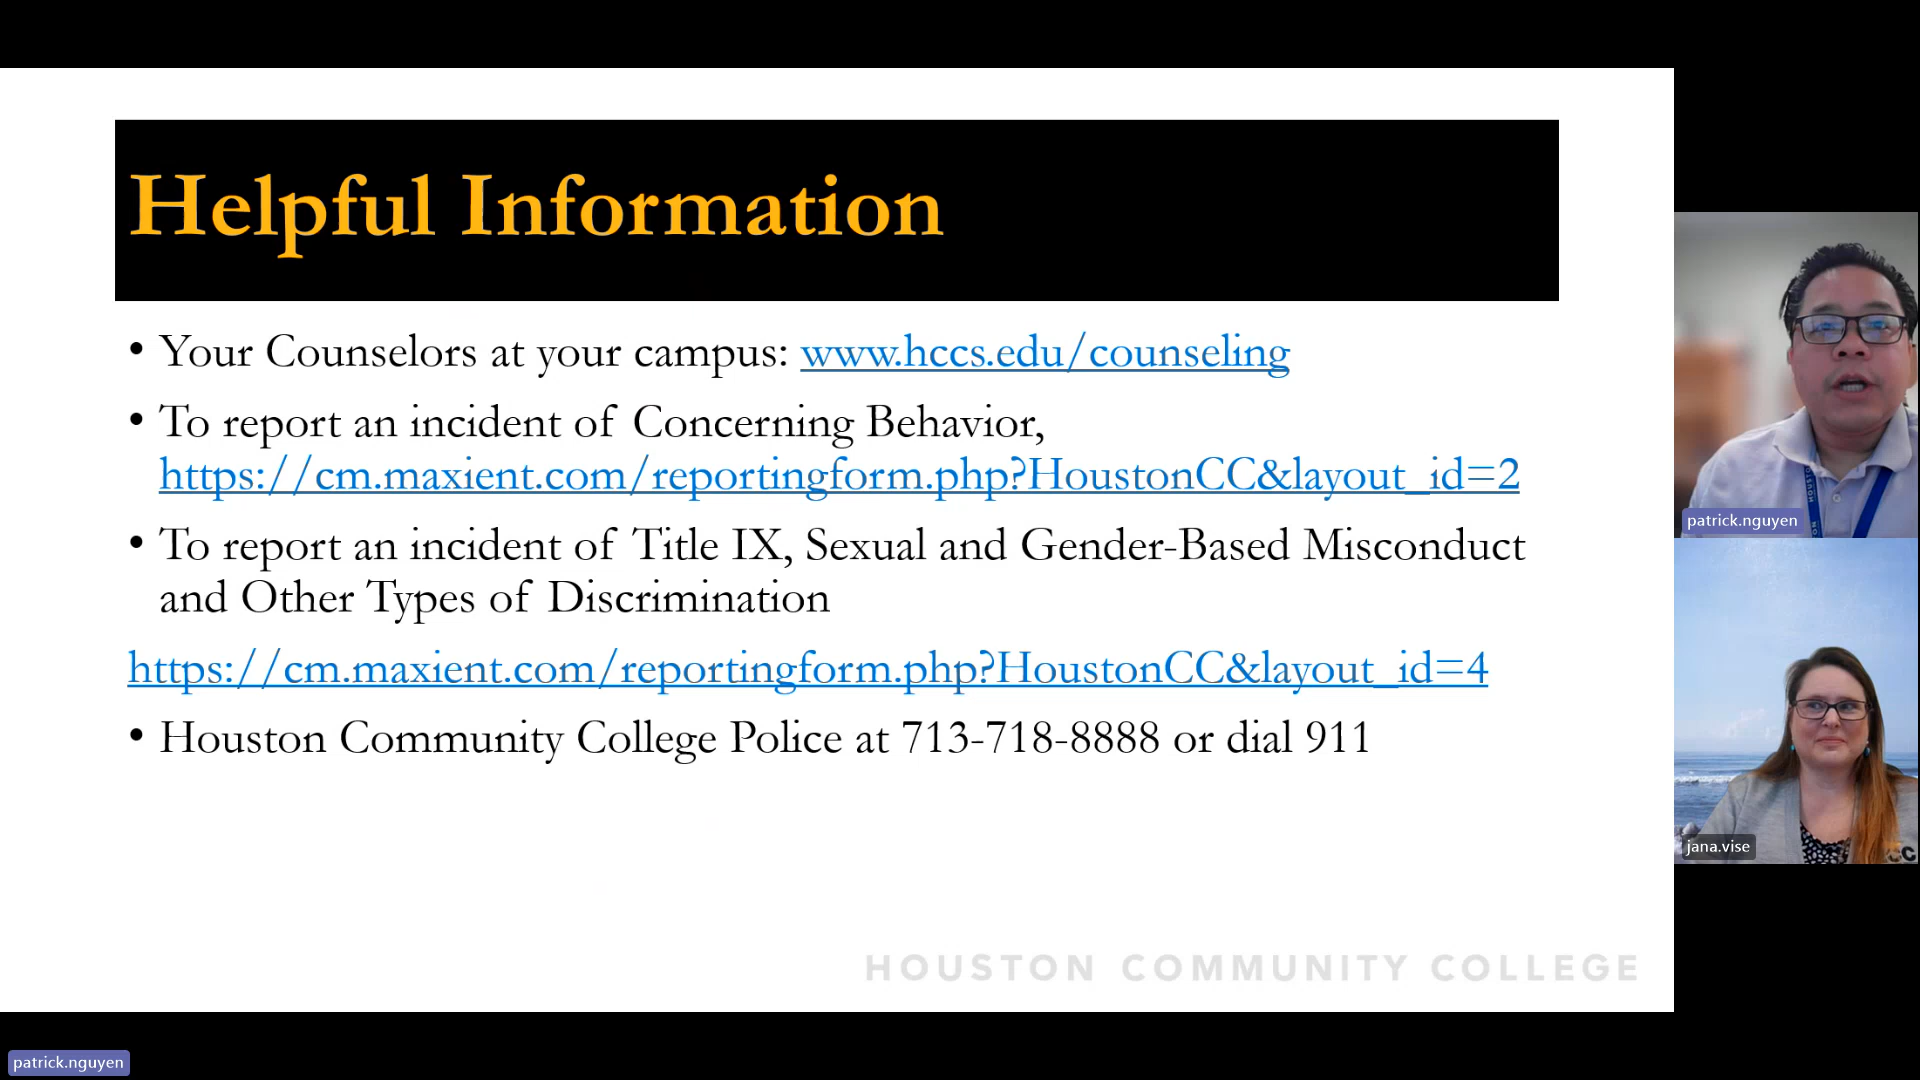 Helpful Information
• Your Counselors at your campus: www.hccs.edu/counseling
• To report an incident of Concerning Behavior,
https://cm.maxient.com/reportingform.php?HoustonCC&layout_id=2
• To report an incident of Title IX, Sexual and Gender-Based Misconduct
and Other Types of Discrimination
https://cm.maxient.com/reportingform.php?HoustonCC&layout_id=4
• Houston Community College Police at 713-718-8888 or dial 911
HOUSTON COMMUNITY COLLEGE
patrick.nguyen
jana.vise
patrick.nguyen